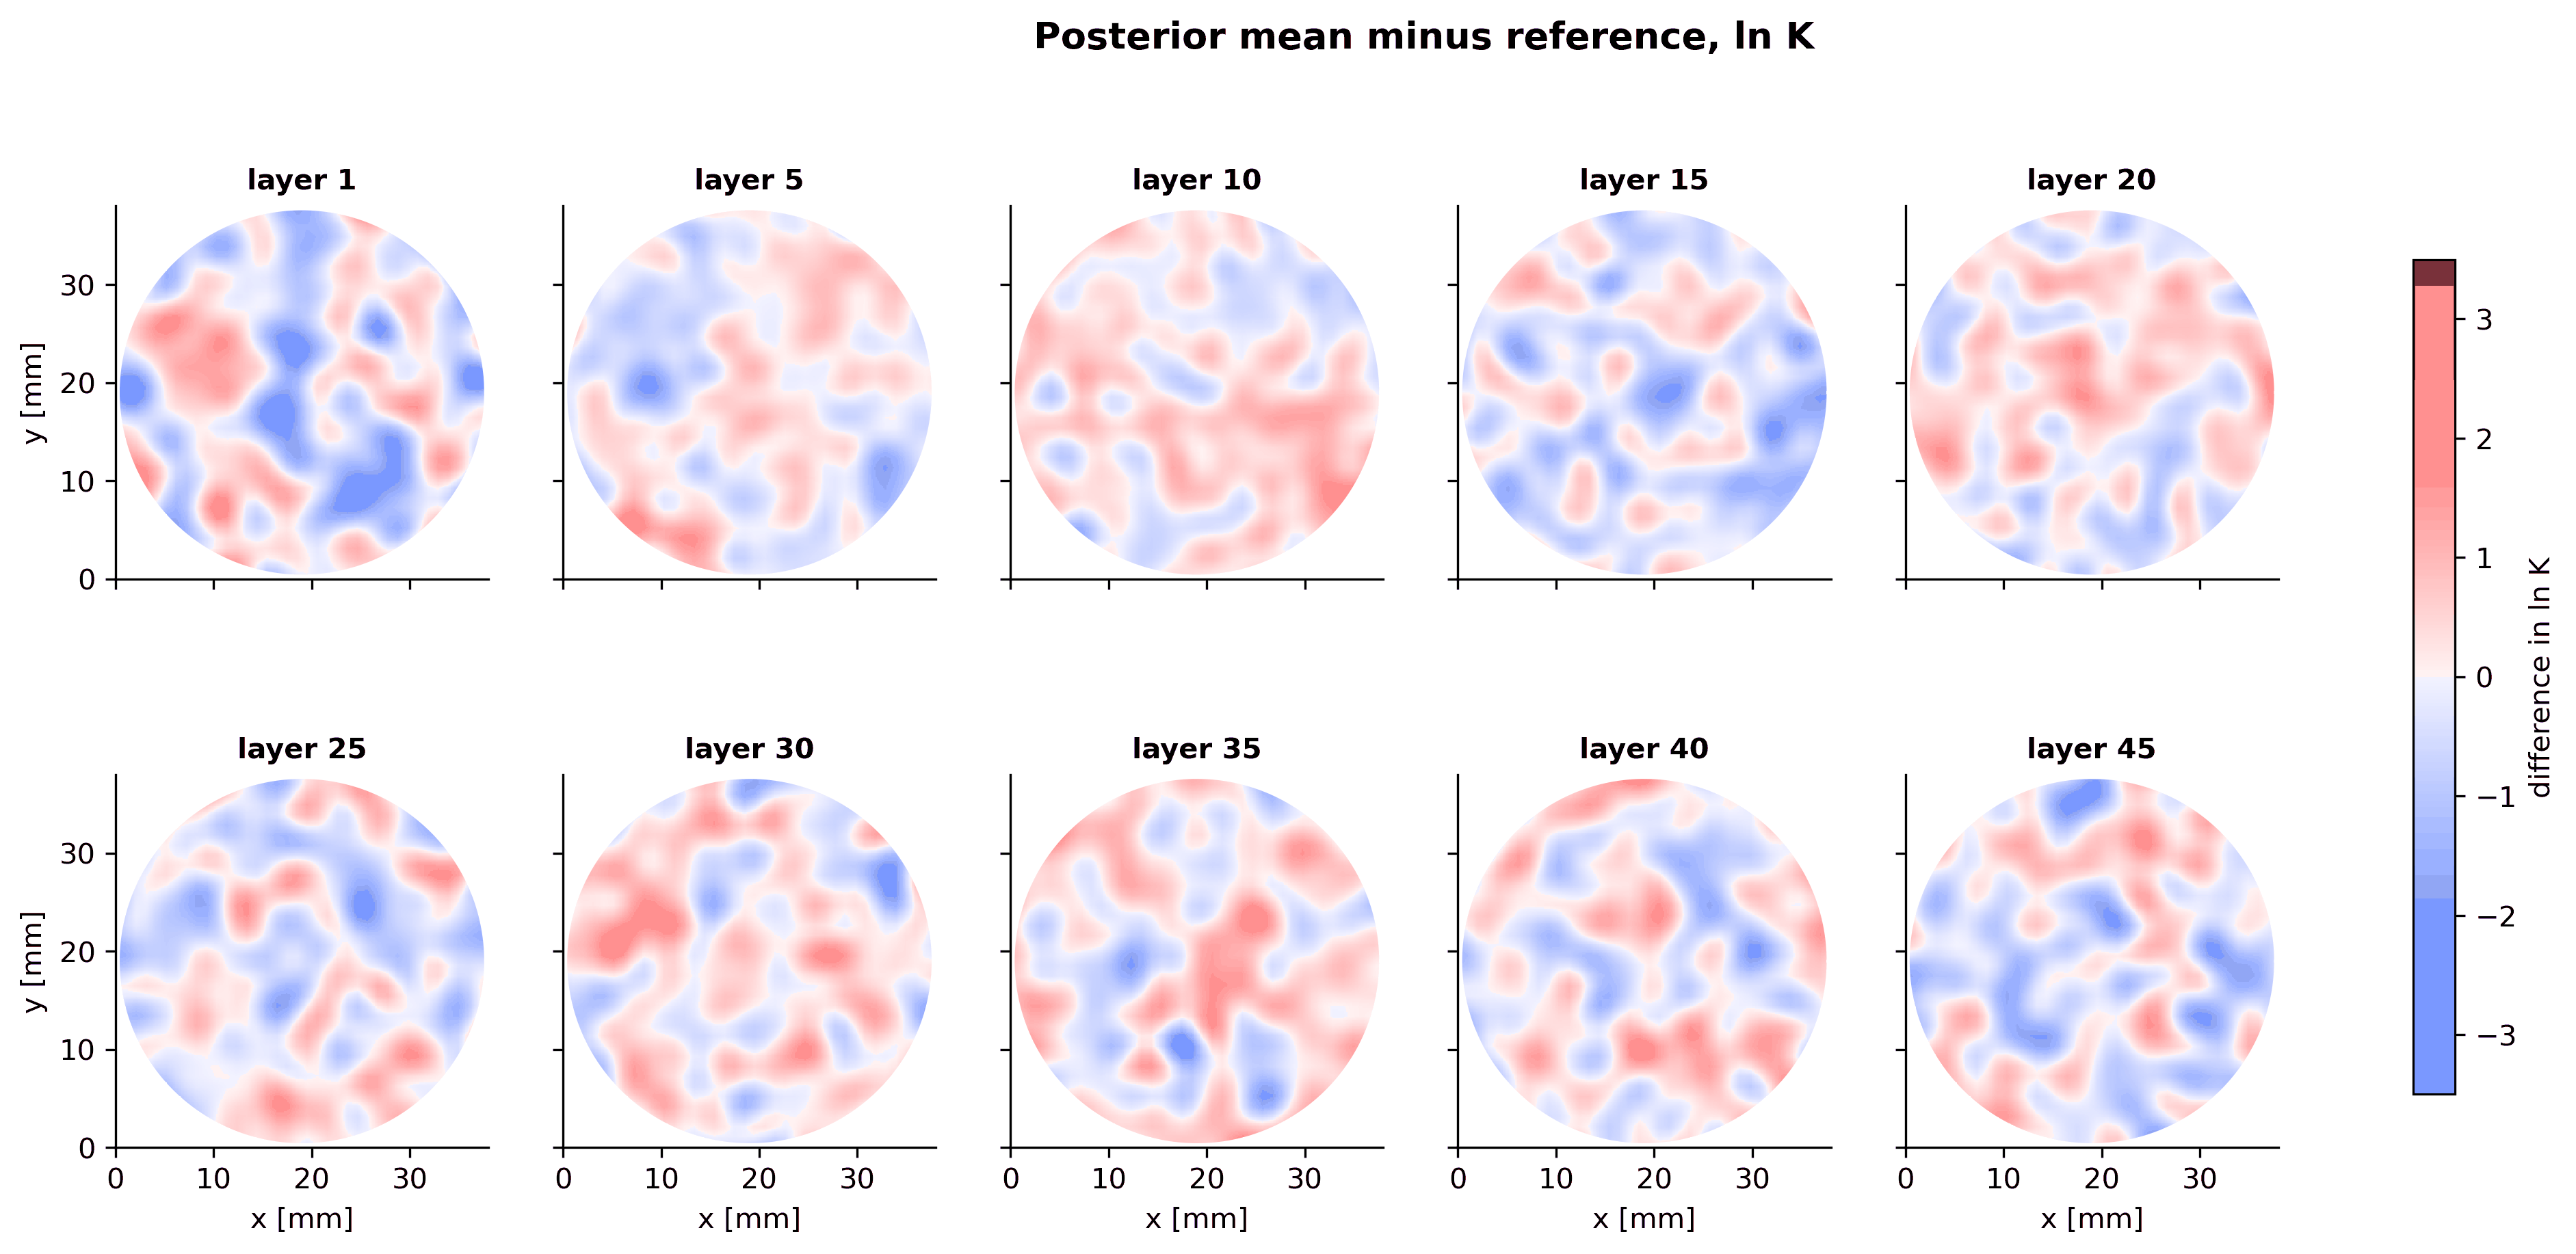 Posterior mean minus reference, ln K
layer 1
layer 5
layer 10
layer 15
layer 20
y [mm]
30
20
10
0
layer 25
layer 30
layer 35
layer 40
layer 45
y [mm]
30
20
10
0
0 10 20 30
0 10 20 30
0 10 20 30
0 10 20 30
0 10 20 30
x [mm]
x [mm]
x [mm]
x [mm]
x [mm]
3
2
1
0
−1
−2
−3
difference in ln K